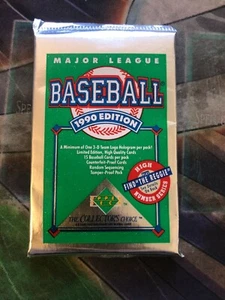 MAJOR LEAGUE
BASEBALL
1990 EDITION
A Minimum of One 3-D Team Logo Hologram per pack!
Limited Edition, High Quality Cards
15 Baseball Cards per pack
Counterfeit-Proof Cards
Random Sequencing
Tamper-Proof Pack
HIGH
FIND "THE REGGIE"
NUMBER SERIES
UPPER DECK
THE COLLECTOR'S CHOICE